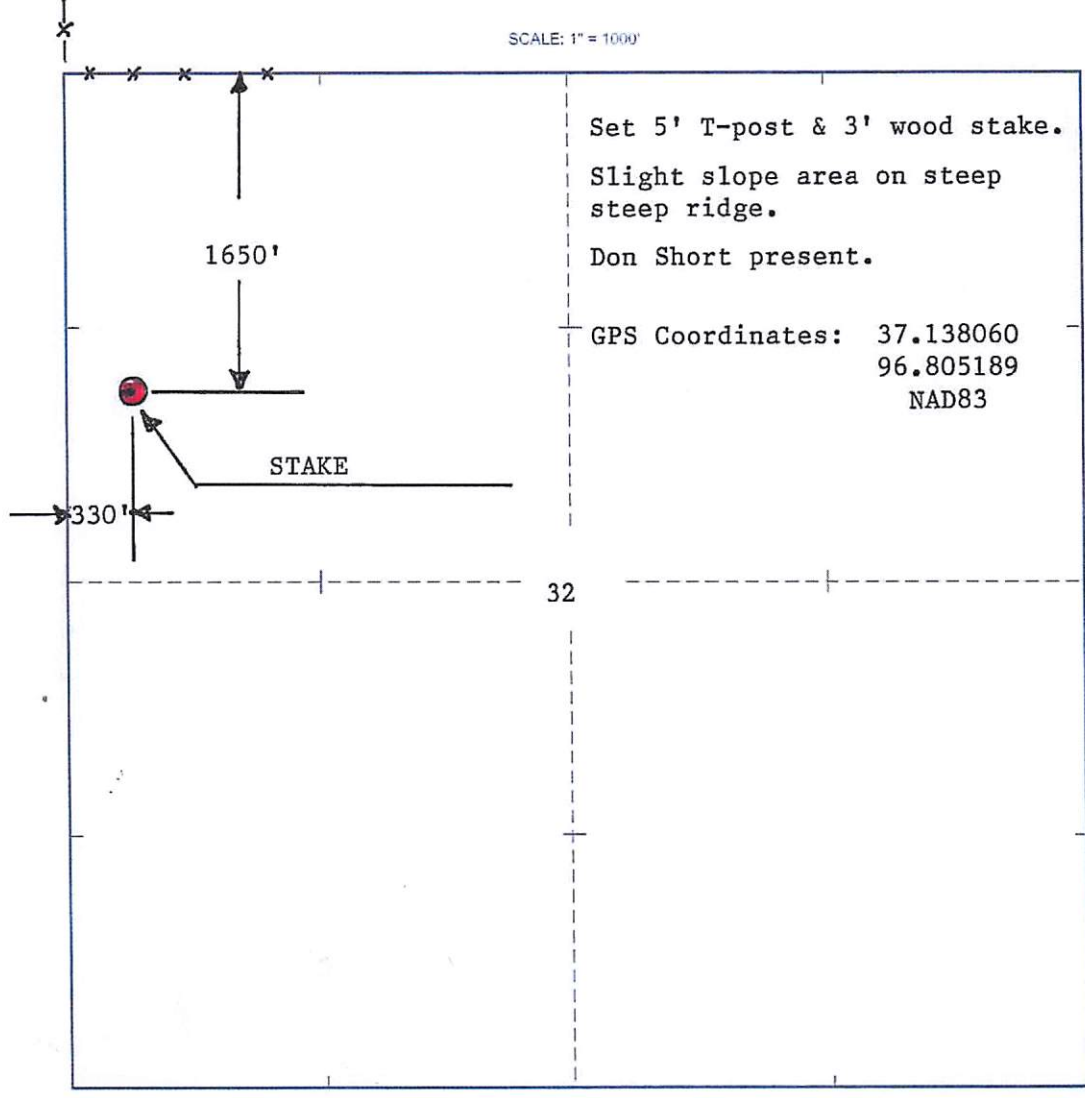 SCALE: 1" = 1000'
Set 5' T-post & 3' wood stake.
Slight slope area on steep
steep ridge.
1650'
Don Short present.
GPS Coordinates: 37.138060
96.805189
NAD83
STAKE
330'
32